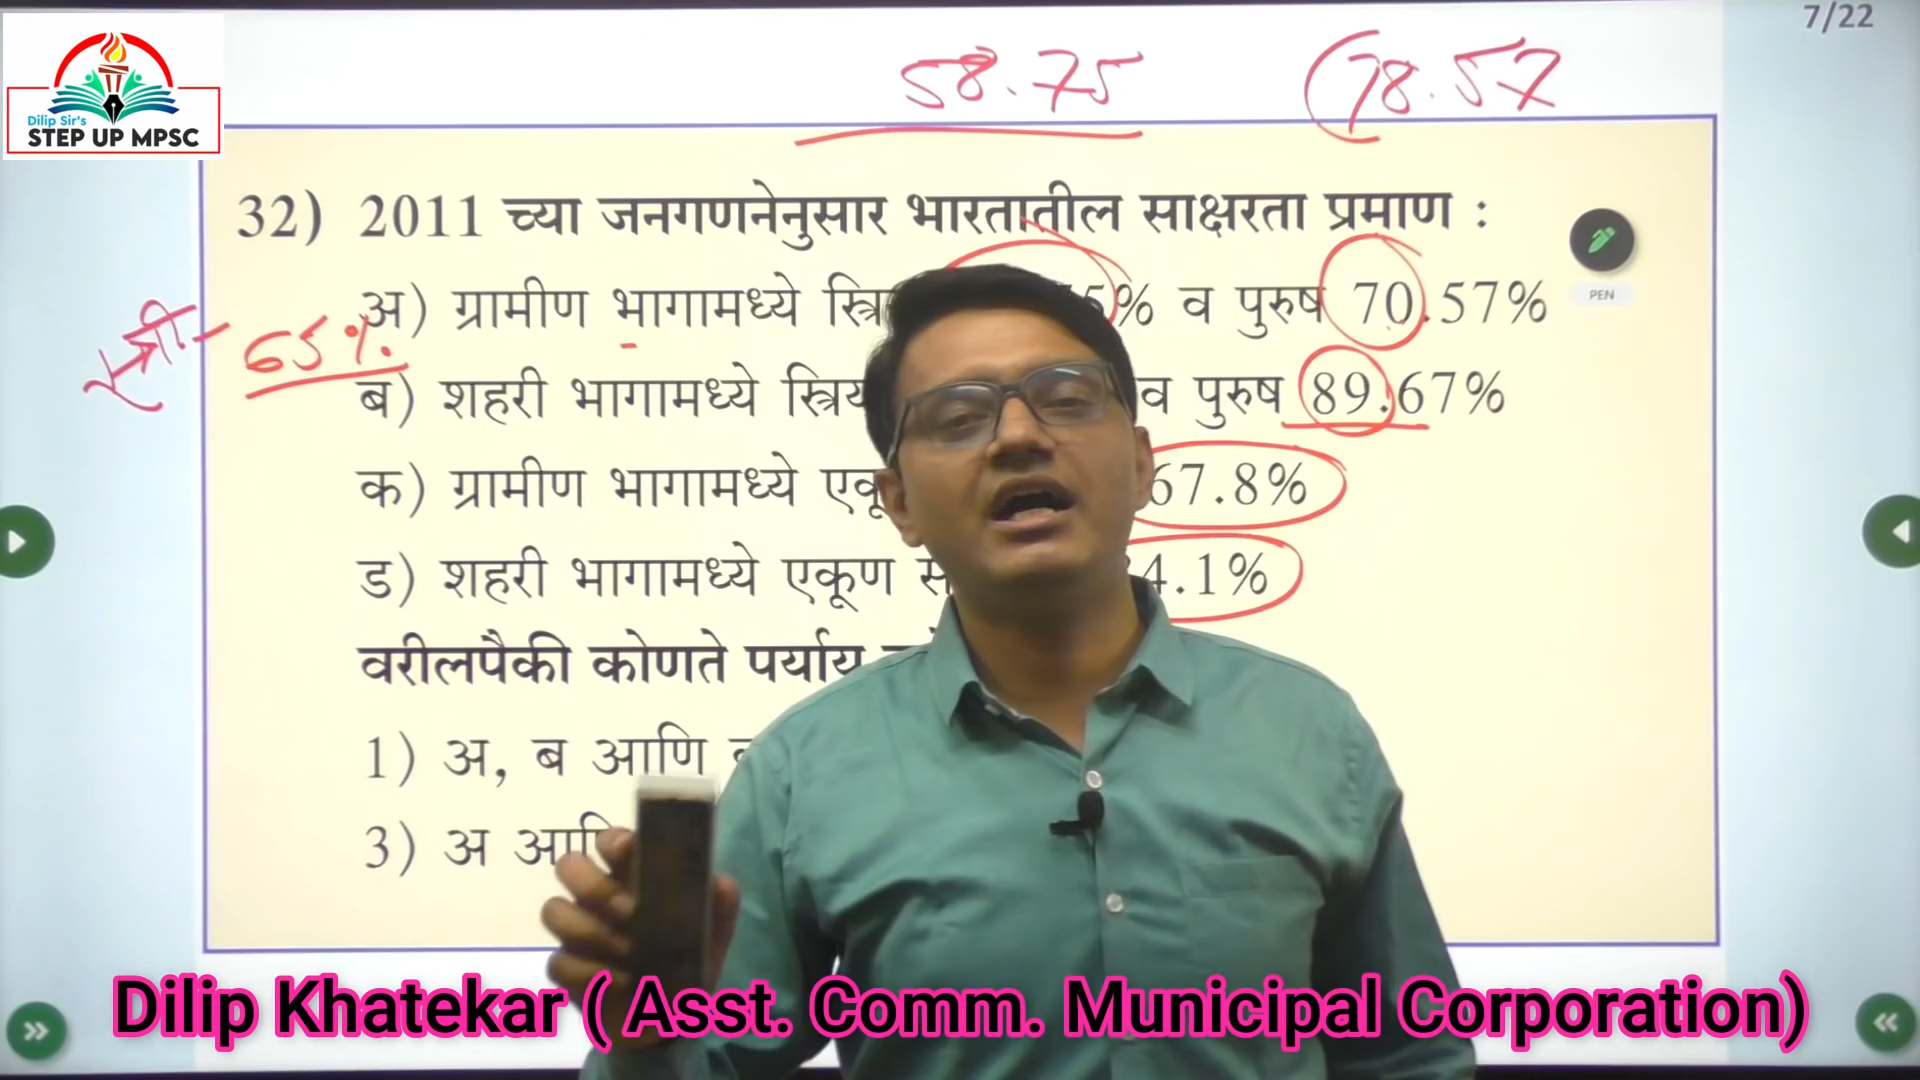 7/22
58.75 78.57
Dilip Sir's
STEP UP MPSC
32) 2011 च्या जनगणनेनुसार भारतातील साक्षरता प्रमाण :
PEN
अ) ग्रामीण भागामध्ये % व पुरुष 70.57%
स्त्री- 65%
ब) शहरी भागामध्ये व पुरुष 89.67%
क) ग्रामीण भागामध्ये 67.8%
ड) शहरी भागामध्ये एकूण 4.1%
वरीलपैकी कोणते पर्याय
1) अ, ब आणि
3) अ
Dilip Khatekar ( Asst. Comm. Municipal Corporation)